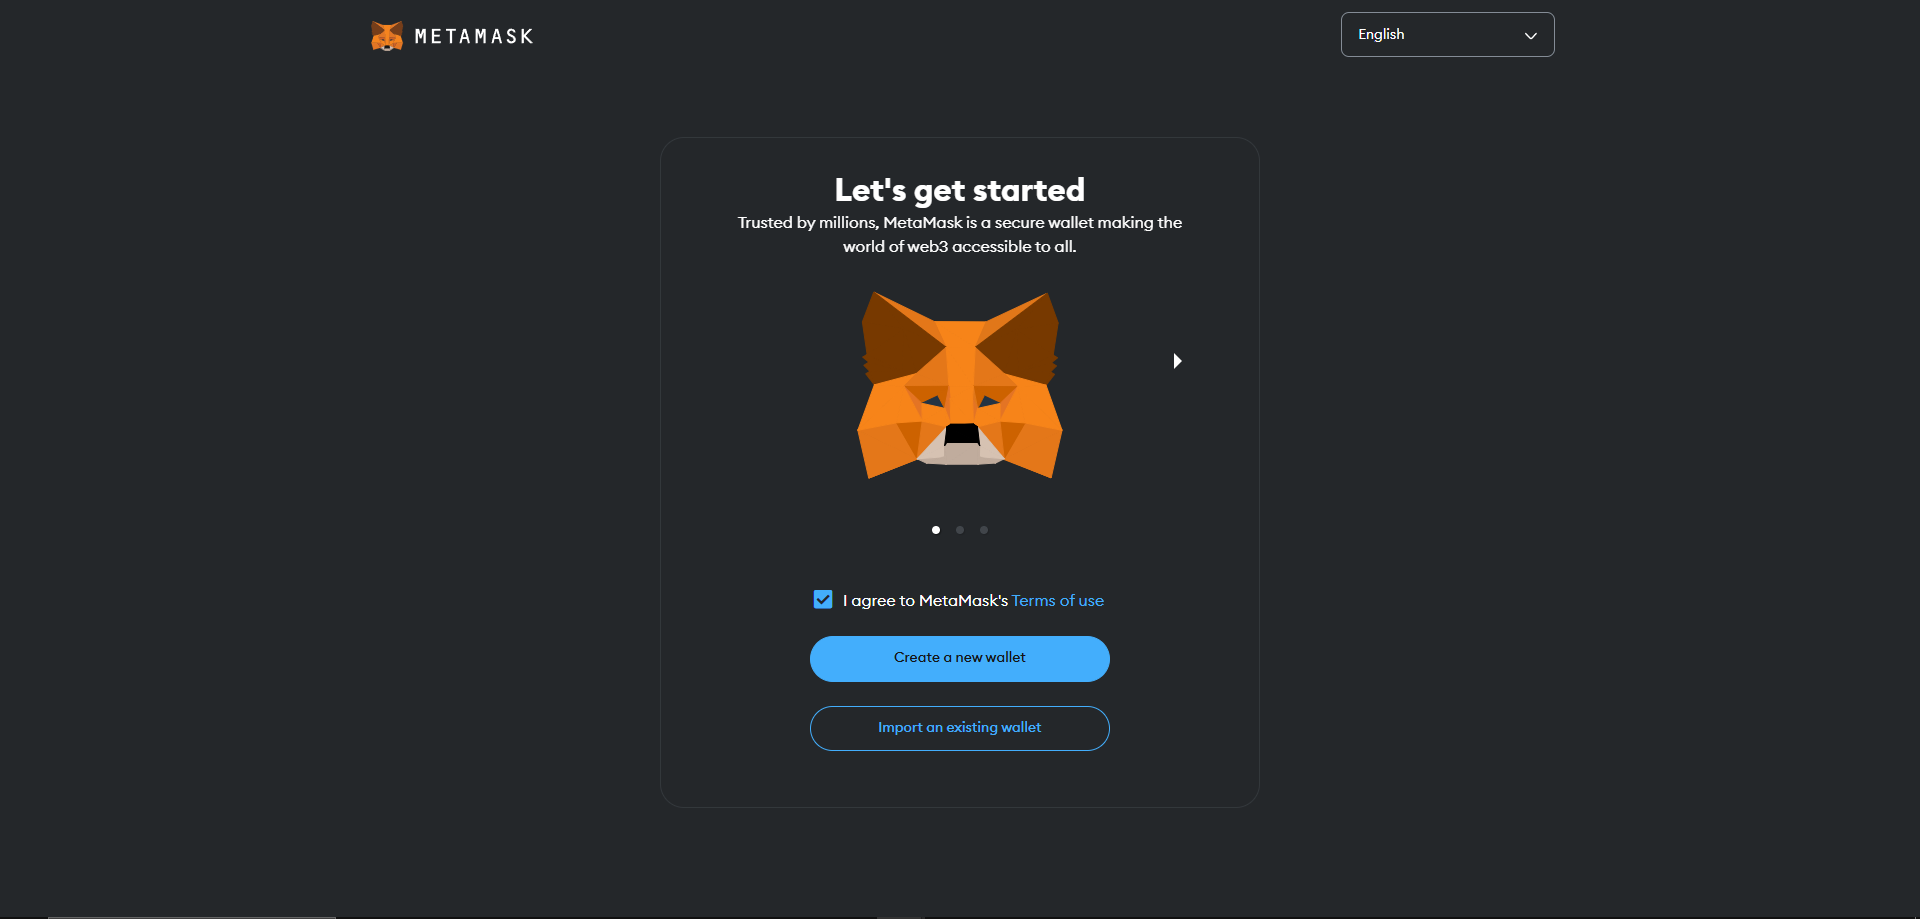 METAMASK
English
Let's get started
Trusted by millions, MetaMask is a secure wallet making the
world of web3 accessible to all.
I agree to MetaMask's Terms of use
Create a new wallet
Import an existing wallet